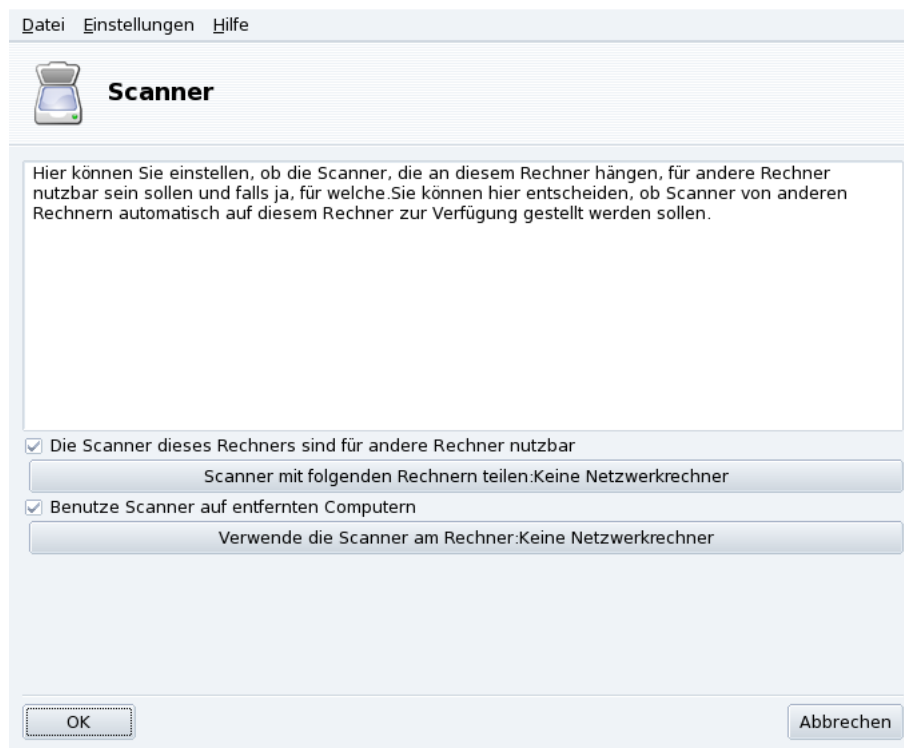 Datei Einstellungen Hilfe
Scanner
Hier können Sie einstellen, ob die Scanner, die an diesem Rechner hängen, für andere Rechner
nutzbar sein sollen und falls ja, für welche.Sie können hier entscheiden, ob Scanner von anderen
Rechnern automatisch auf diesem Rechner zur Verfügung gestellt werden sollen.
Die Scanner dieses Rechners sind für andere Rechner nutzbar
Scanner mit folgenden Rechnern teilen:Keine Netzwerkrechner
Benutze Scanner auf entfernten Computern
Verwende die Scanner am Rechner:Keine Netzwerkrechner
OK Abbrechen